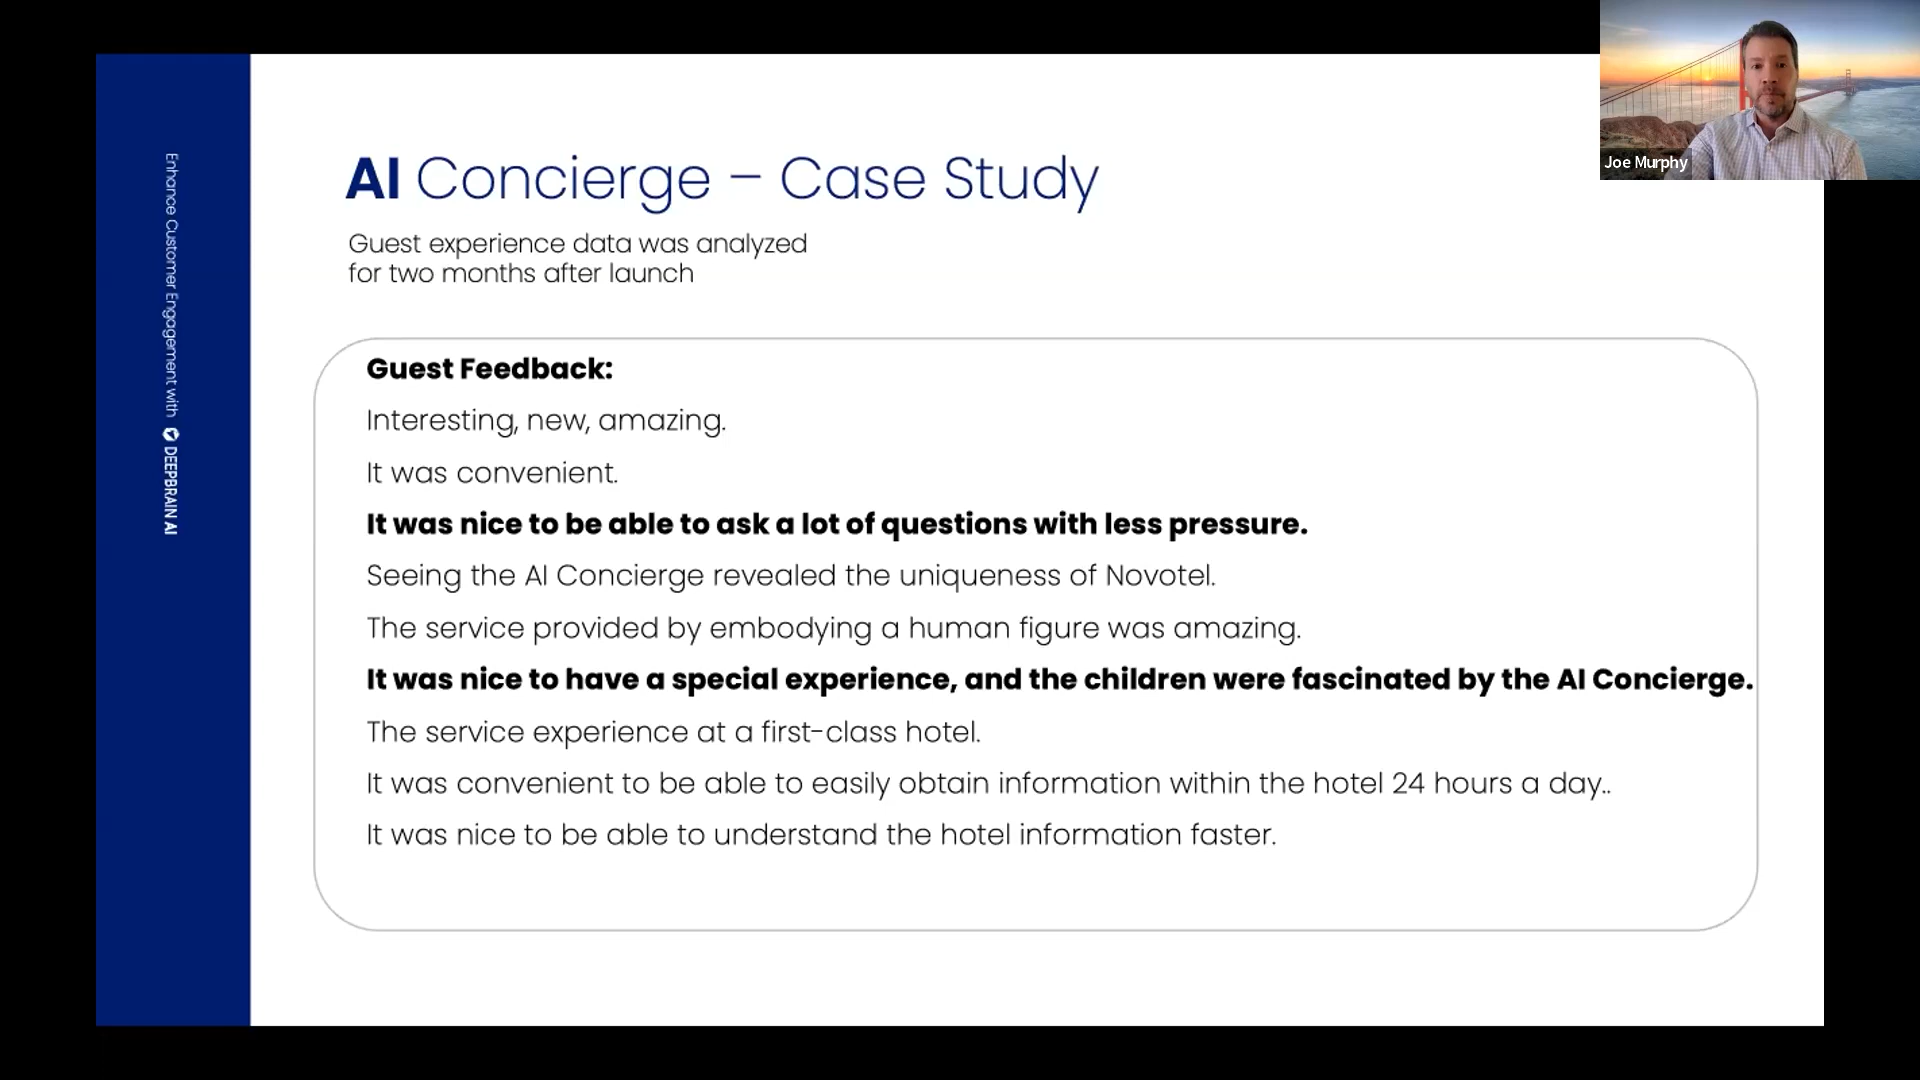 AI Concierge – Case Study
Guest experience data was analyzed
for two months after launch
Guest Feedback:
Interesting, new, amazing.
It was convenient.
It was nice to be able to ask a lot of questions with less pressure.
Seeing the AI Concierge revealed the uniqueness of Novotel.
The service provided by embodying a human figure was amazing.
It was nice to have a special experience, and the children were fascinated by the AI Concierge.
The service experience at a first-class hotel.
It was convenient to be able to easily obtain information within the hotel 24 hours a day..
It was nice to be able to understand the hotel information faster.
Enhance Customer Engagement with DEEPBRAIN AI
Joe Murphy